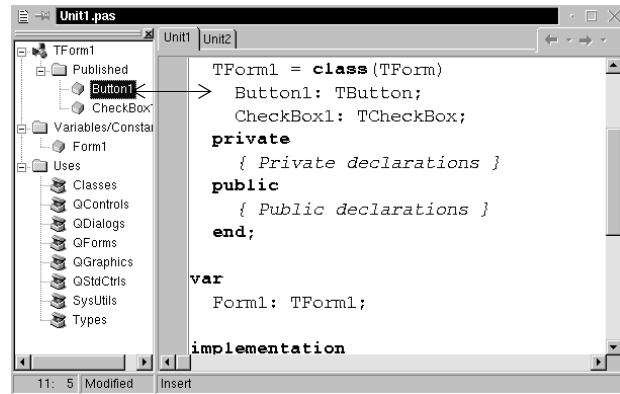 Unit1.pas
Unit1 Unit2
TForm1
Published
Button1
CheckBox1
Variables/Constan
Form1
Uses
Classes
QControls
QDialogs
QForms
QGraphics
QStdCtrls
SysUtils
Types
TForm1 = class(TForm)
Button1: TButton;
CheckBox1: TCheckBox;
private
{ Private declarations }
public
{ Public declarations }
end;
var
Form1: TForm1;
implementation
11: 5 Modified Insert